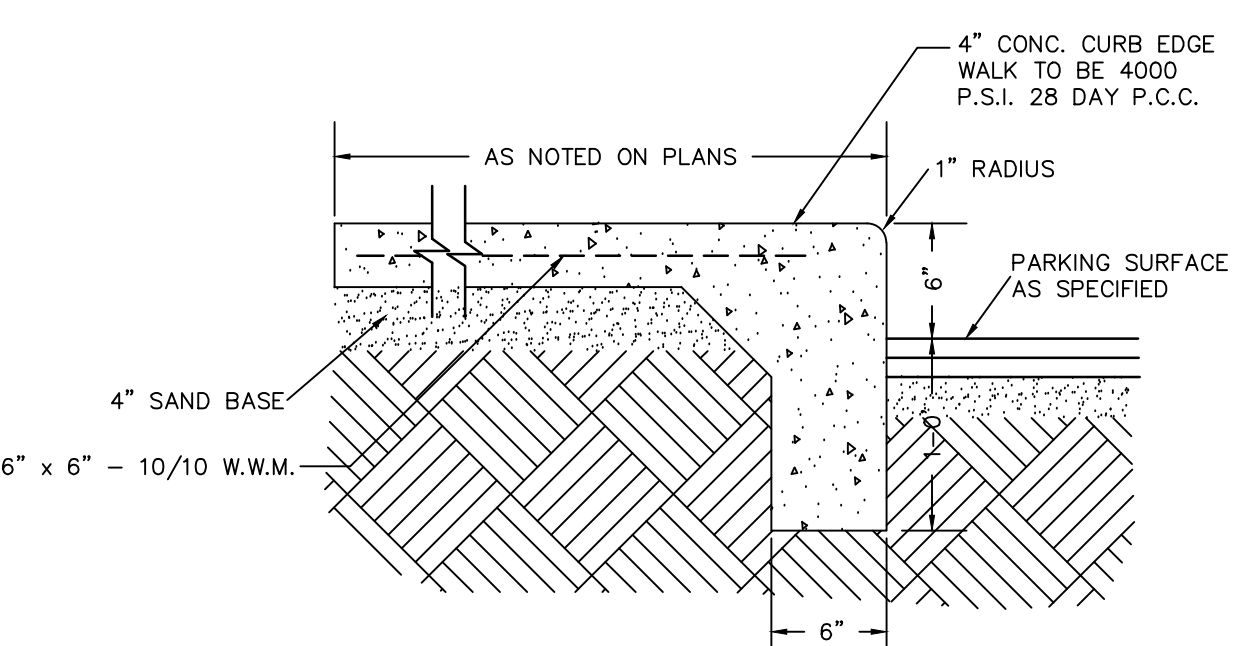 4” CONC. CURB EDGE
WALK TO BE 4000
P.S.I. 28 DAY P.C.C.
AS NOTED ON PLANS
1” RADIUS
6”
PARKING SURFACE
AS SPECIFIED
4” SAND BASE
1-0
6” x 6” - 10/10 W.W.M.
6”